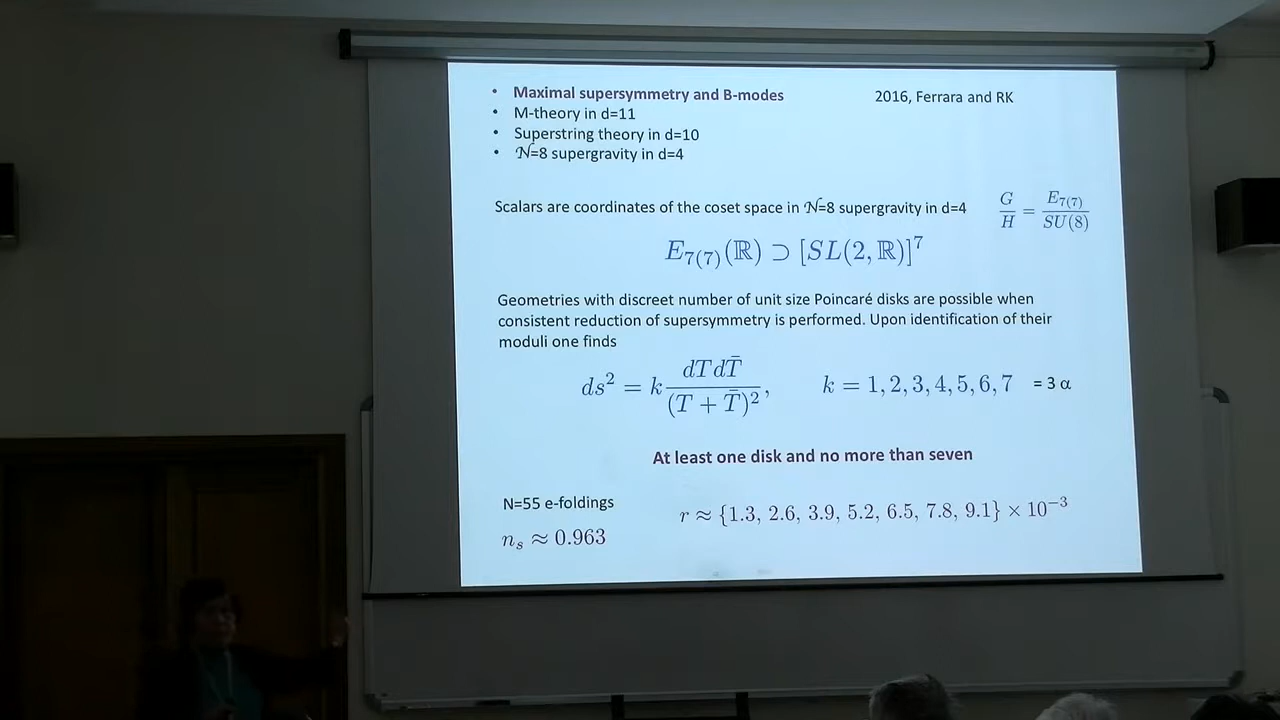 • Maximal supersymmetry and B-modes 2016, Ferrara and RK
• M-theory in d=11
• Superstring theory in d=10
• 𝒩=8 supergravity in d=4
Scalars are coordinates of the coset space in 𝒩=8 supergravity in d=4 G/H = E₇₍₇₎/SU(8)
E₇₍₇₎(ℝ) ⊃ [SL(2,ℝ)]⁷
Geometries with discreet number of unit size Poincaré disks are possible when
consistent reduction of supersymmetry is performed. Upon identification of their
moduli one finds
ds² = k dT dT̄/(T + T̄)², k = 1, 2, 3, 4, 5, 6, 7 = 3 α
At least one disk and no more than seven
N=55 e-foldings
r ≈ {1.3, 2.6, 3.9, 5.2, 6.5, 7.8, 9.1} × 10⁻³
nₛ ≈ 0.963